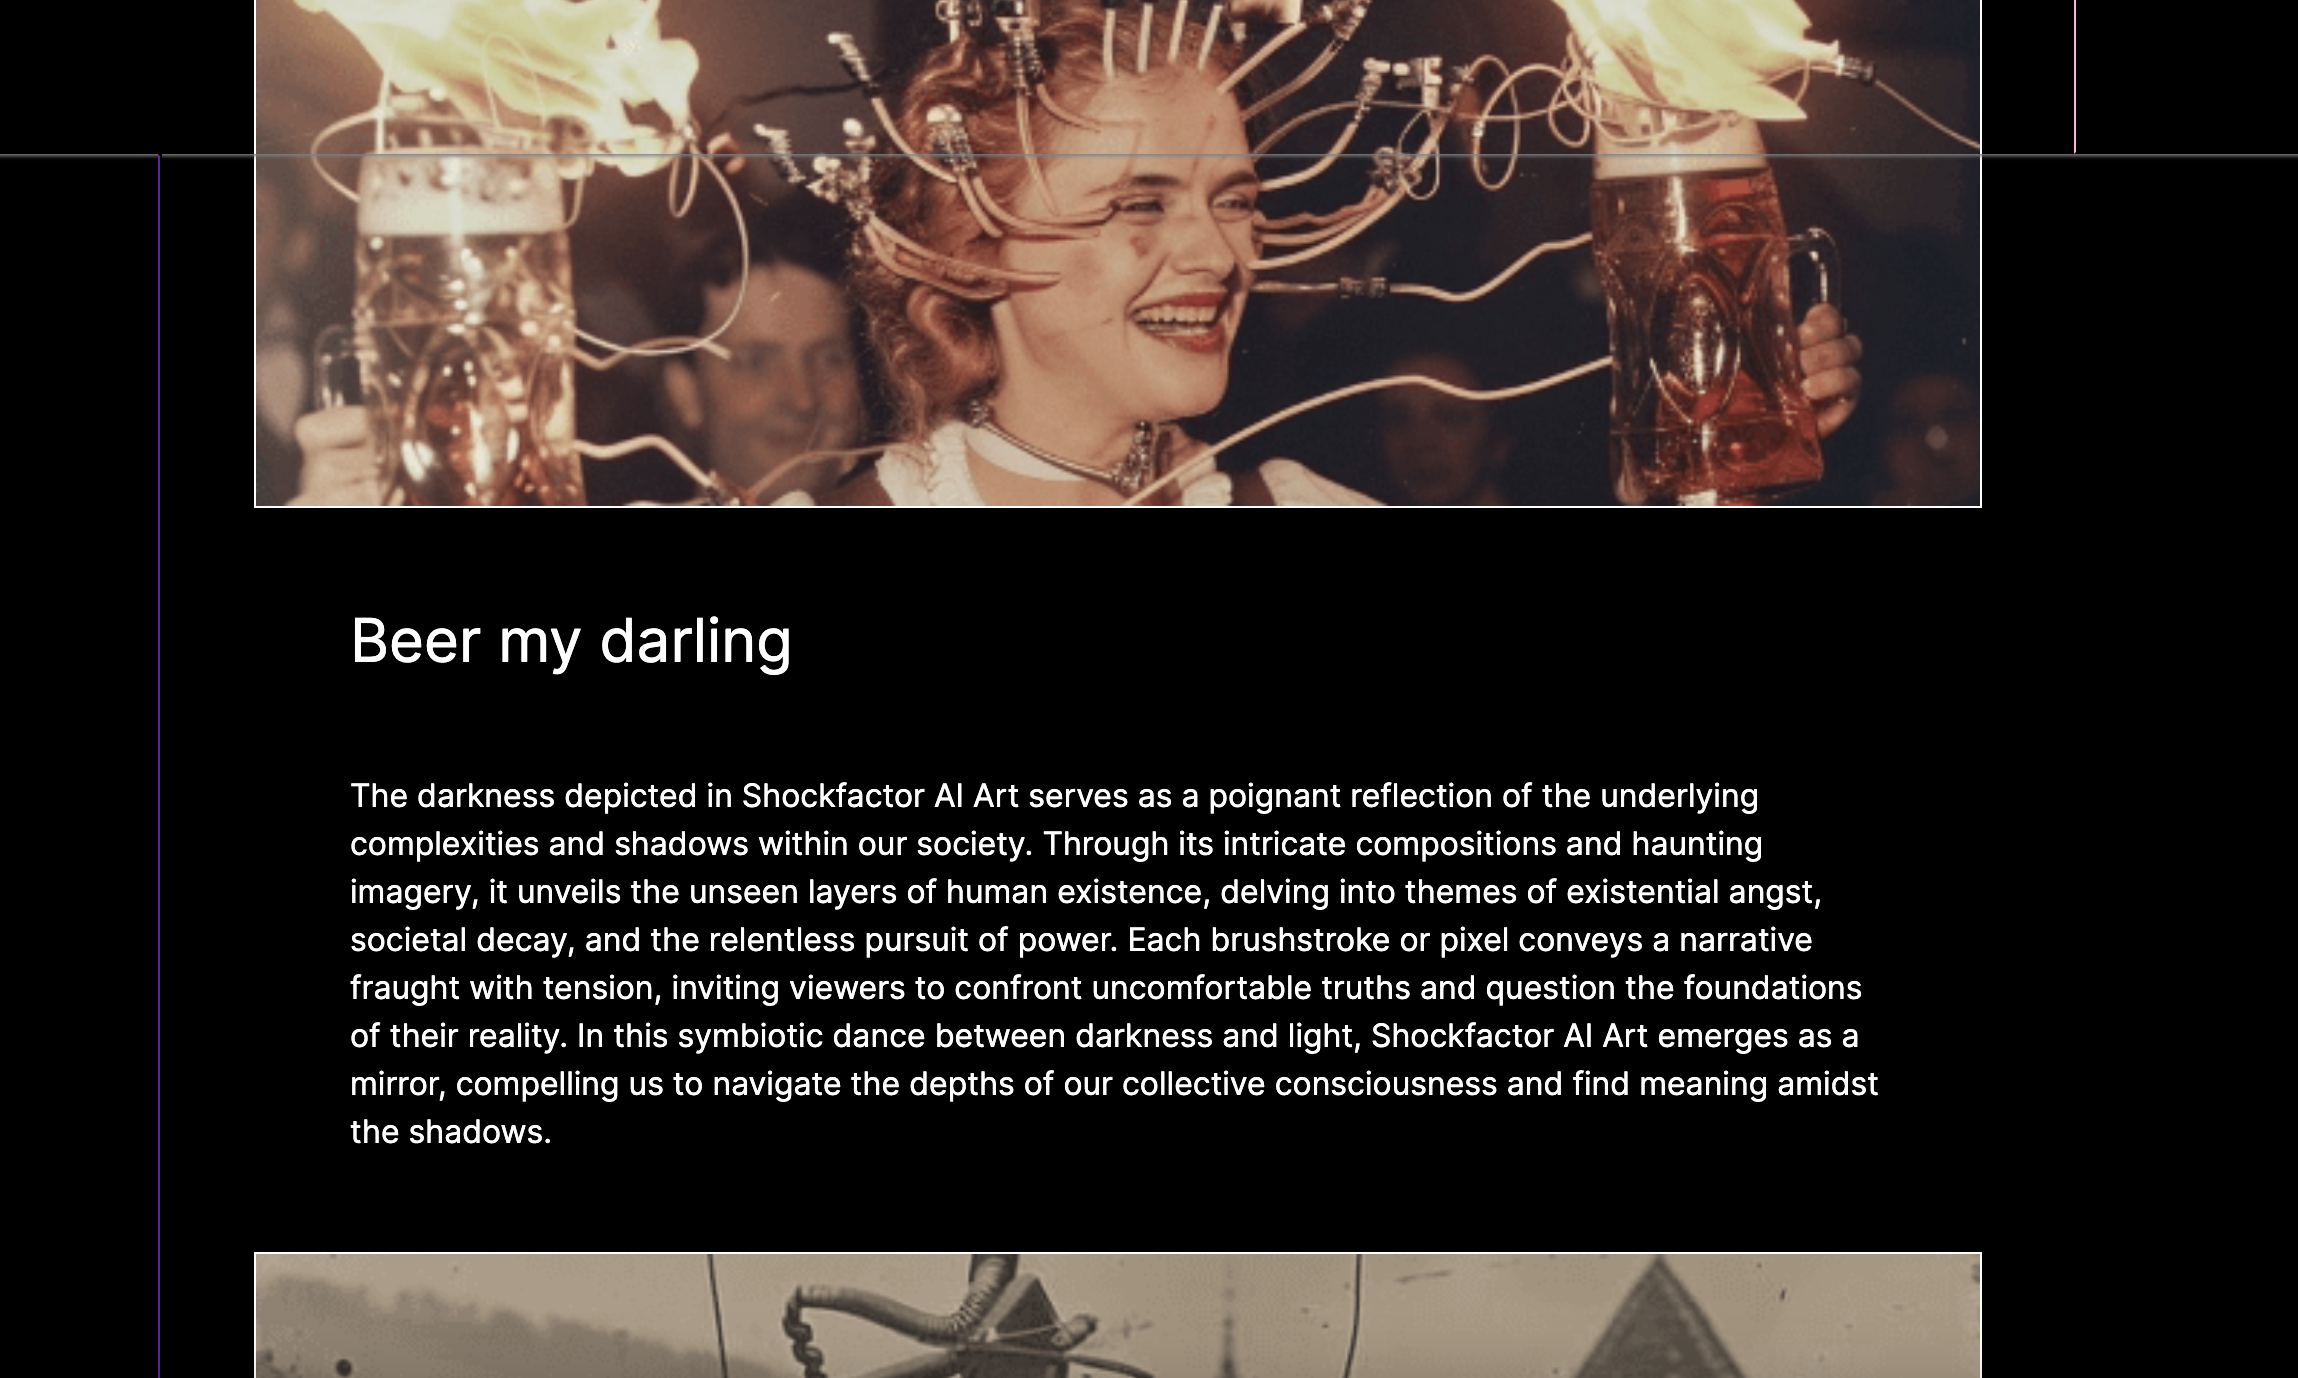 Beer my darling
The darkness depicted in Shockfactor AI Art serves as a poignant reflection of the underlying
complexities and shadows within our society. Through its intricate compositions and haunting
imagery, it unveils the unseen layers of human existence, delving into themes of existential angst,
societal decay, and the relentless pursuit of power. Each brushstroke or pixel conveys a narrative
fraught with tension, inviting viewers to confront uncomfortable truths and question the foundations
of their reality. In this symbiotic dance between darkness and light, Shockfactor AI Art emerges as a
mirror, compelling us to navigate the depths of our collective consciousness and find meaning amidst
the shadows.